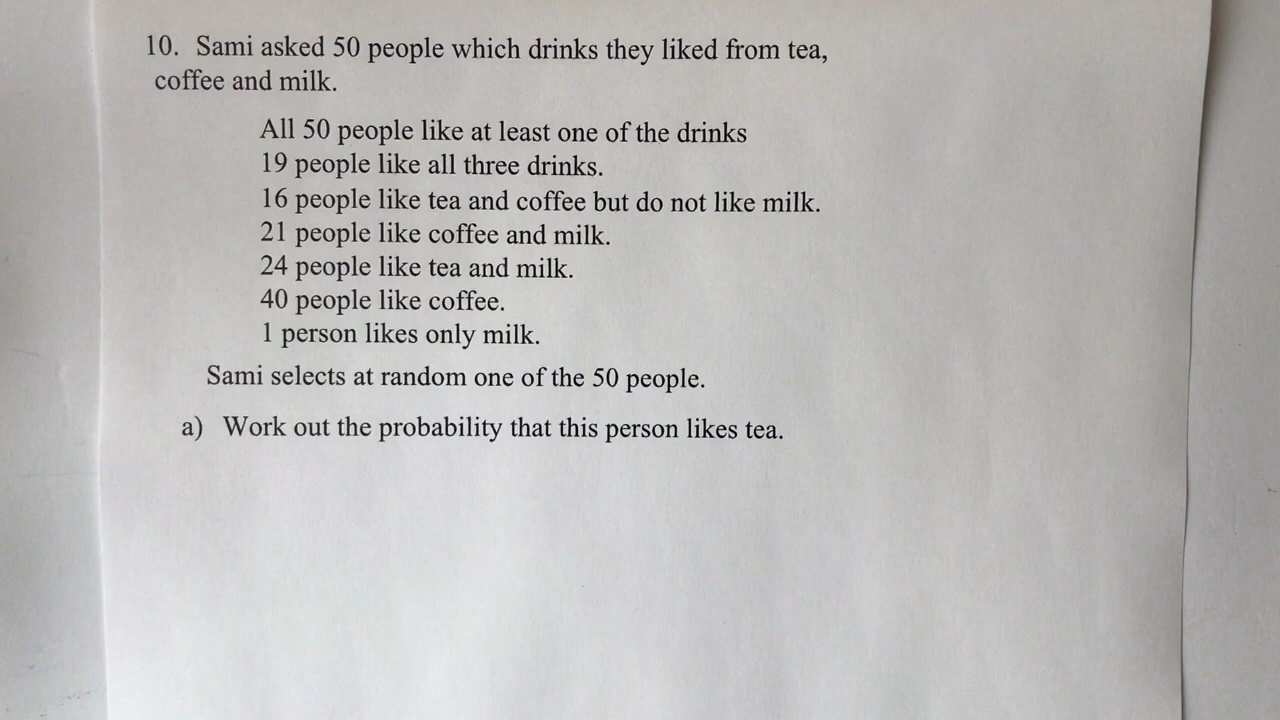 10. Sami asked 50 people which drinks they liked from tea,
coffee and milk.
All 50 people like at least one of the drinks
19 people like all three drinks.
16 people like tea and coffee but do not like milk.
21 people like coffee and milk.
24 people like tea and milk.
40 people like coffee.
1 person likes only milk.
Sami selects at random one of the 50 people.
a) Work out the probability that this person likes tea.